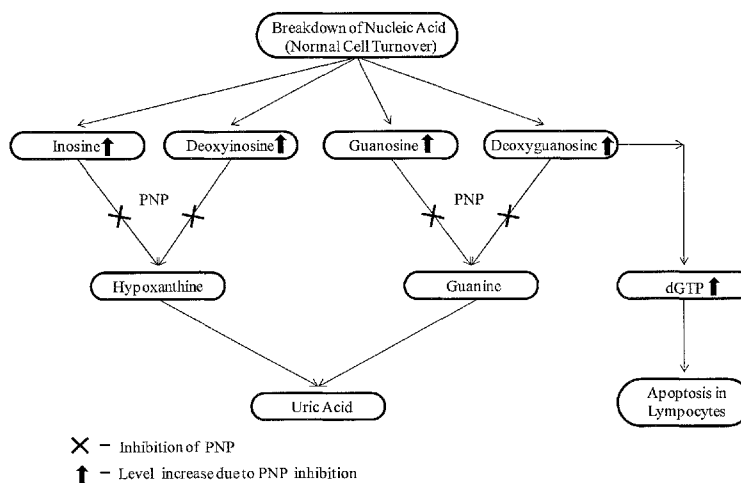 Breakdown of Nucleic Acid
(Normal Cell Turnover)
Inosine
Deoxyinosine
Guanosine
Deoxyguanosine
PNP
PNP
Hypoxanthine
Guanine
dGTP
Uric Acid
Apoptosis in
Lympocytes
– Inhibition of PNP
– Level increase due to PNP inhibition